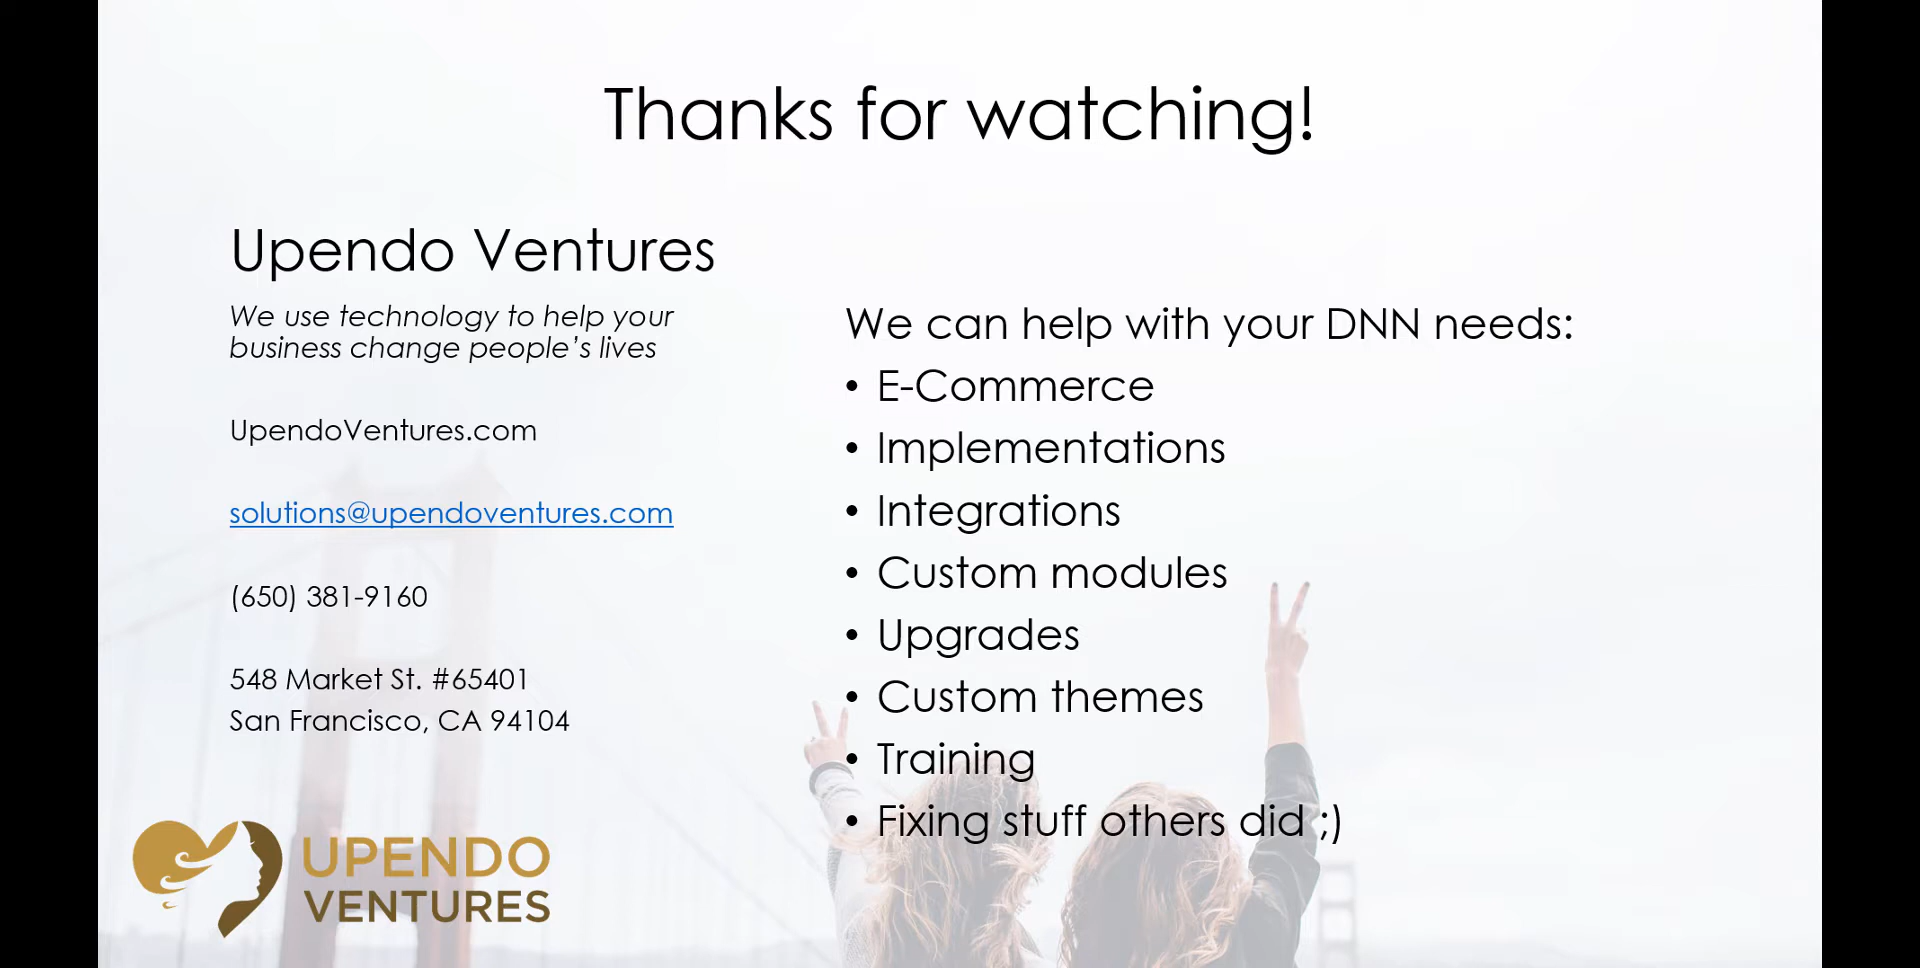 Thanks for watching!
Upendo Ventures
We use technology to help your
business change people’s lives
UpendoVentures.com
solutions@upendoventures.com
(650) 381-9160
548 Market St. #65401
San Francisco, CA 94104
We can help with your DNN needs:
• E-Commerce
• Implementations
• Integrations
• Custom modules
• Upgrades
• Custom themes
• Training
• Fixing stuff others did ;)
UPENDO
VENTURES